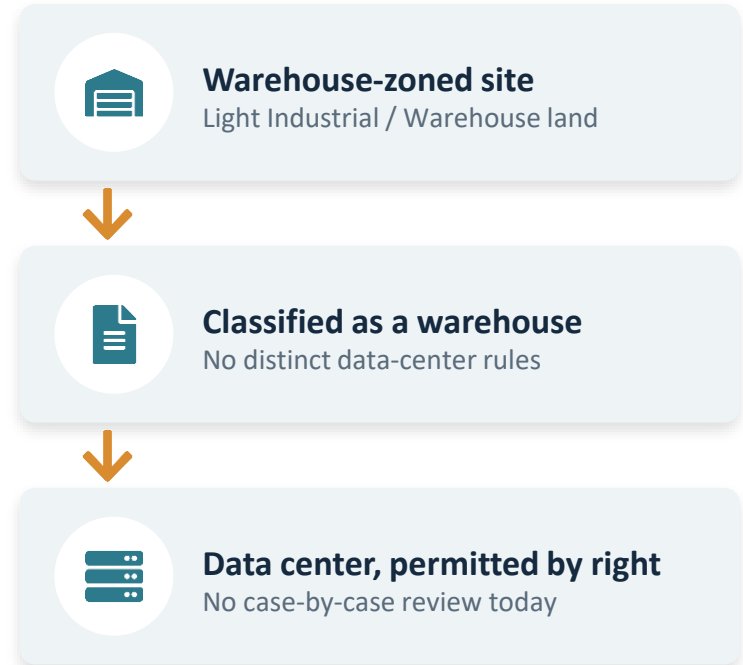 Warehouse-zoned site
Light Industrial / Warehouse land
Classified as a warehouse
No distinct data-center rules
Data center, permitted by right
No case-by-case review today